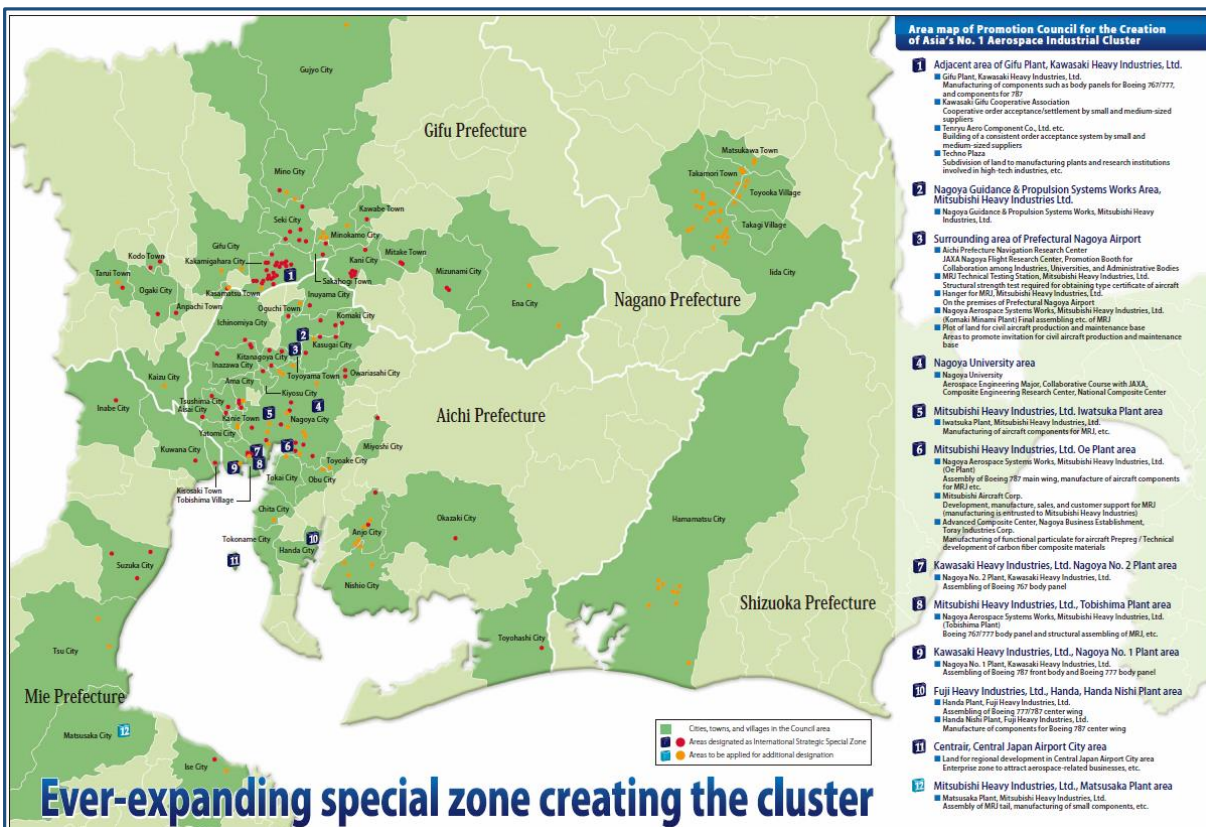 Gujyo City
Gifu Prefecture
Mino City
Matsukawa Town
Takamori Town
Toyooka Village
Kawabe Town
Seki City
Minokamo City
Takagi Village
Gifu City
Kodo Town
Kakamigahara City
Kani City
Mitake Town
Tarui Town
Mizunami City
Iida City
Ogaki City
1
Sakahogi Town
Kasamatsu Town
Inuyama City
Ena City
Nagano Prefecture
Anpachi Town
Oguchi Town
Ichinomiya City
Komaki City
2
Kasugai City
Kitanagoya City
3
Inazawa City
Toyoyama Town
Owariasahi City
Kaizu City
Ama City
Kiyosu City
Tsushima City
4
Aisai City
Inabe City
5
Aichi Prefecture
Kanie Town
Nagoya City
Yatomi City
6
Miyoshi City
Kuwana City
7
Toyoake City
9
8
Tokai City
Obu City
Kisosaki Town
Tobishima Village
Chita City
Okazaki City
Hamamatsu City
Anjo City
Tokoname City
10
Handa City
11
Suzuka City
Nishio City
Shizuoka Prefecture
Toyohashi City
Tsu City
Mie Prefecture
Matsusaka City
12
Ise City
Cities, towns, and villages in the Council area
Areas designated as International Strategic Special Zone
Areas to be applied for additional designation
Ever-expanding special zone creating the cluster
Area map of Promotion Council for the Creation
of Asia's No. 1 Aerospace Industrial Cluster
1 Adjacent area of Gifu Plant, Kawasaki Heavy Industries, Ltd.
Gifu Plant, Kawasaki Heavy Industries, Ltd.
Manufacturing of components such as body panels for Boeing 767/777,
and components for 787
Kawasaki Gifu Cooperative Association
Cooperative order acceptance/settlement by small and medium-sized
suppliers
Tenryu Aero Component Co., Ltd. etc.
Building of a consistent order acceptance system by small and
medium-sized suppliers
Techno Plaza
Subdivision of land to manufacturing plants and research institutions
involved in high-tech industries, etc.
2 Nagoya Guidance & Propulsion Systems Works Area,
Mitsubishi Heavy Industries Ltd.
Nagoya Guidance & Propulsion Systems Works, Mitsubishi Heavy
Industries, Ltd.
3 Surrounding area of Prefectural Nagoya Airport
Aichi Prefecture Navigation Research Center
JAXA Nagoya Flight Research Center, Promotion Booth for
Collaboration among Industries, Universities, and Administrative Bodies
MRJ Technical Testing Station, Mitsubishi Heavy Industries, Ltd.
Structural strength test required for obtaining type certificate of aircraft
Hanger for MRJ, Mitsubishi Heavy Industries, Ltd.
On the premises of Prefectural Nagoya Airport
Nagoya Aerospace Systems Works, Mitsubishi Heavy Industries, Ltd.
(Komaki Minami Plant) Final assembling etc. of MRJ
Plot of land for civil aircraft production and maintenance base
Areas to promote invitation for civil aircraft production and maintenance
base
4 Nagoya University area
Nagoya University
Aerospace Engineering Major, Collaborative Course with JAXA,
Composite Engineering Research Center, National Composite Center
5 Mitsubishi Heavy Industries, Ltd. Iwatsuka Plant area
Iwatsuka Plant, Mitsubishi Heavy Industries, Ltd.
Manufacturing of aircraft components for MRJ, etc.
6 Mitsubishi Heavy Industries, Ltd. Oe Plant area
Nagoya Aerospace Systems Works, Mitsubishi Heavy Industries, Ltd.
(Oe Plant)
Assembly of Boeing 787 main wing, manufacture of aircraft components
for MRJ etc.
Mitsubishi Aircraft Corp.
Development, manufacture, sales, and customer support for MRJ
(manufacturing is entrusted to Mitsubishi Heavy Industries)
Advanced Composite Center, Nagoya Business Establishment,
Toray Industries Corp.
Manufacturing of functional particulate for aircraft Prepreg / Technical
development of carbon fiber composite materials
7 Kawasaki Heavy Industries, Ltd. Nagoya No. 2 Plant area
Nagoya No. 2 Plant, Kawasaki Heavy Industries, Ltd.
Assembling of Boeing 767 body panel
8 Mitsubishi Heavy Industries, Ltd., Tobishima Plant area
Nagoya Aerospace Systems Works, Mitsubishi Heavy Industries, Ltd.
(Tobishima Plant)
Boeing 767/777 body panel and structural assembling of MRJ, etc.
9 Kawasaki Heavy Industries, Ltd., Nagoya No. 1 Plant area
Nagoya No. 1 Plant, Kawasaki Heavy Industries, Ltd.
Assembling of Boeing 787 front body and Boeing 777 body panel
10 Fuji Heavy Industries, Ltd., Handa, Handa Nishi Plant area
Handa Plant, Fuji Heavy Industries, Ltd.
Assembling of Boeing 777/787 center wing
Handa Nishi Plant, Fuji Heavy Industries, Ltd.
Manufacture of components for Boeing 787 center wing
11 Centrair, Central Japan Airport City area
Land for regional development in Central Japan Airport City area
Enterprise zone to attract aerospace-related businesses, etc.
12 Mitsubishi Heavy Industries, Ltd., Matsusaka Plant area
Matsusaka Plant, Mitsubishi Heavy Industries, Ltd.
Assembly of MRJ tail, manufacturing of small components, etc.